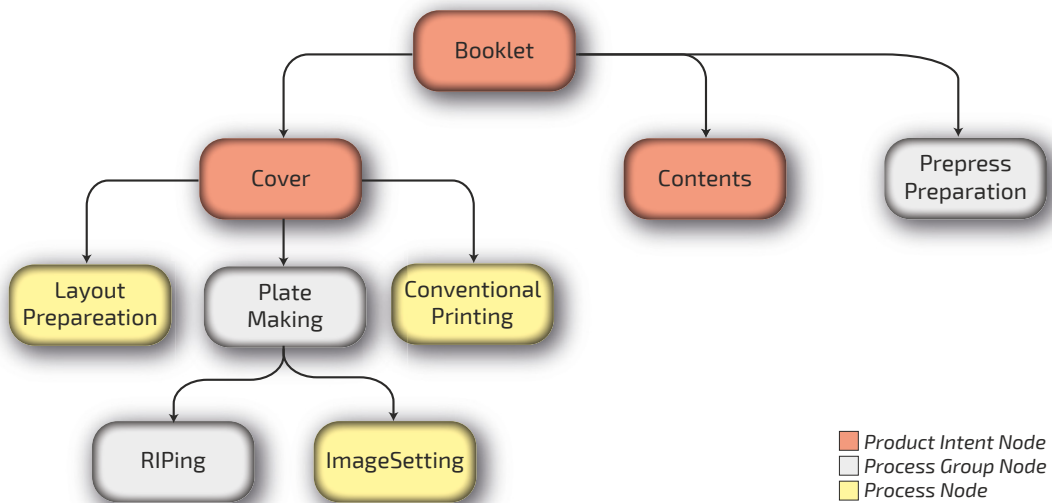 Booklet
Cover
Contents
Prepress
Preparation
Layout
Prepareation
Plate
Making
Conventional
Printing
RIPing
ImageSetting
Product Intent Node
Process Group Node
Process Node